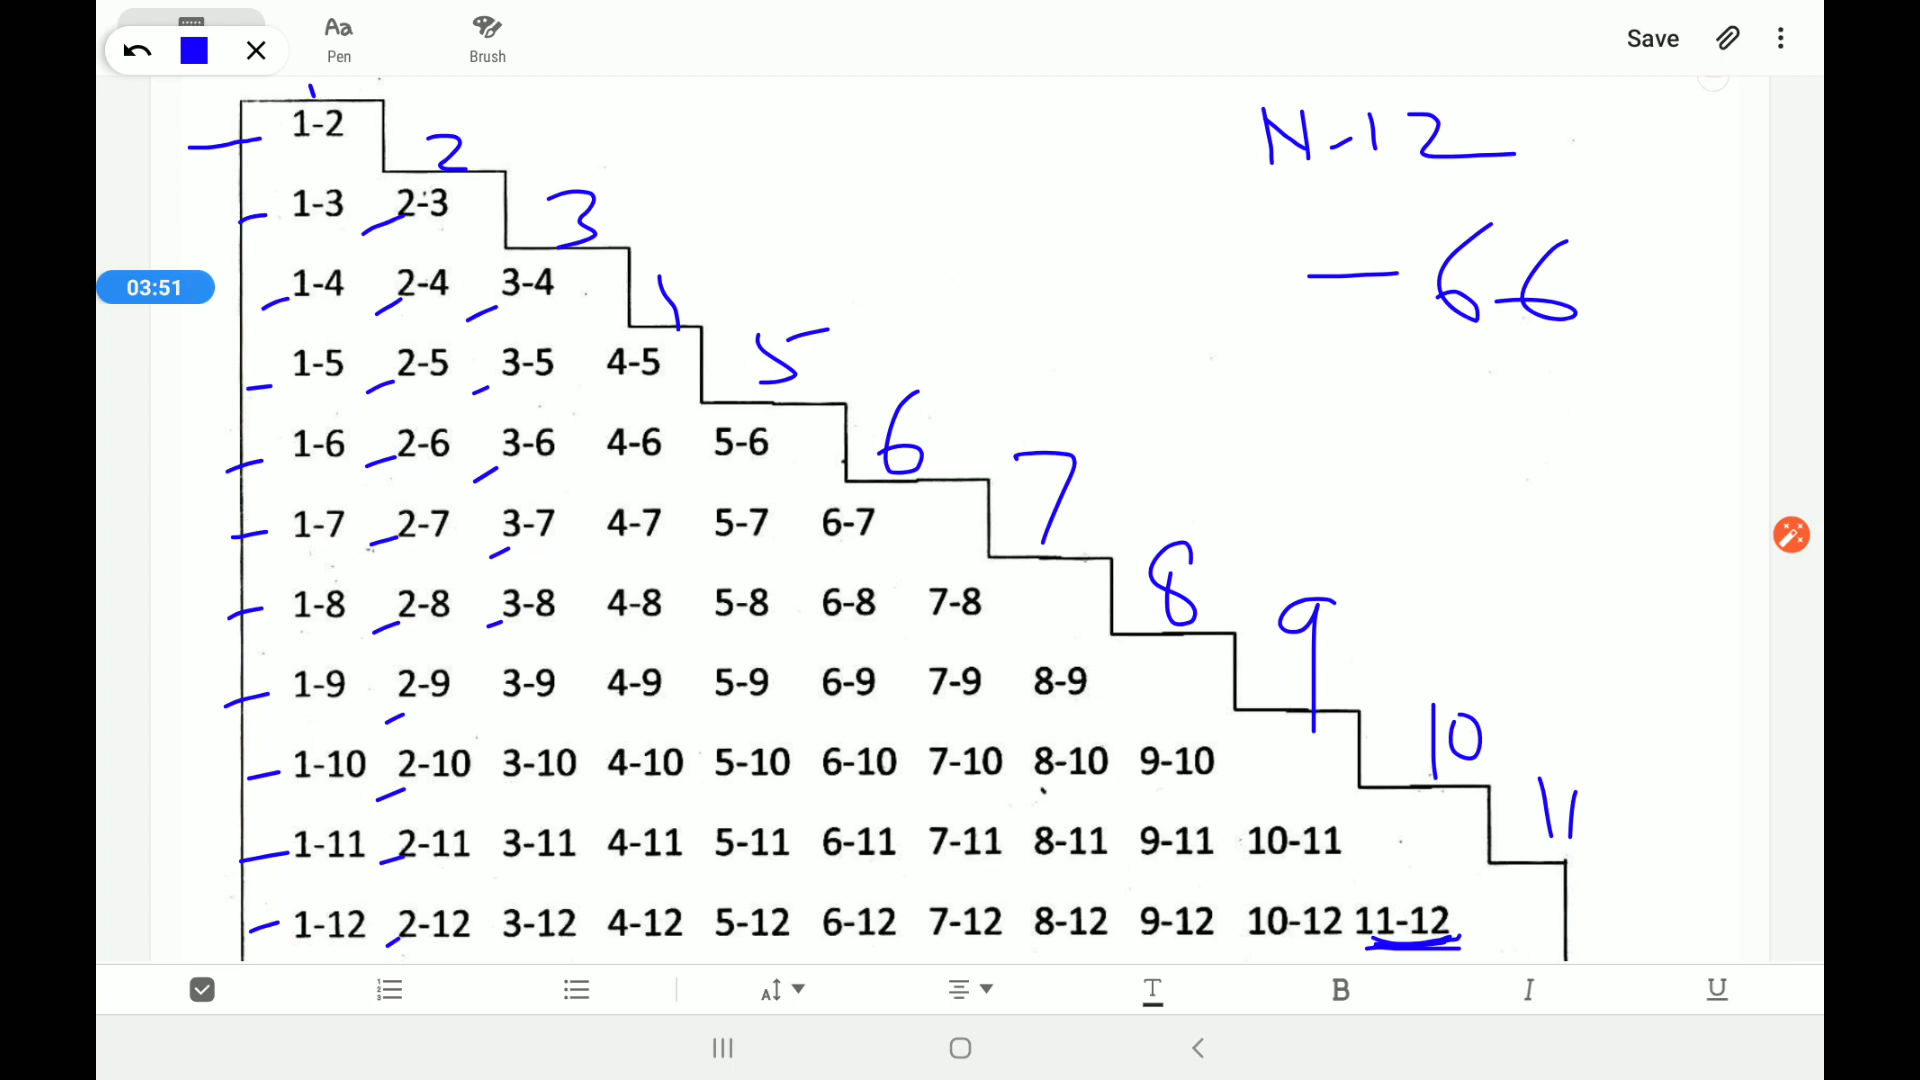 Aa
Pen
Brush
Save
1-2
2
N-12
1-3 2-3
3
66
03:51
1-4 2-4 3-4
5
1-5 2-5 3-5 4-5
6
1-6 2-6 3-6 4-6 5-6
7
1-7 2-7 3-7 4-7 5-7 6-7
8
1-8 2-8 3-8 4-8 5-8 6-8 7-8
9
1-9 2-9 3-9 4-9 5-9 6-9 7-9 8-9
10
1-10 2-10 3-10 4-10 5-10 6-10 7-10 8-10 9-10
11
1-11 2-11 3-11 4-11 5-11 6-11 7-11 8-11 9-11 10-11
1-12 2-12 3-12 4-12 5-12 6-12 7-12 8-12 9-12 10-12 11-12
A T B I U